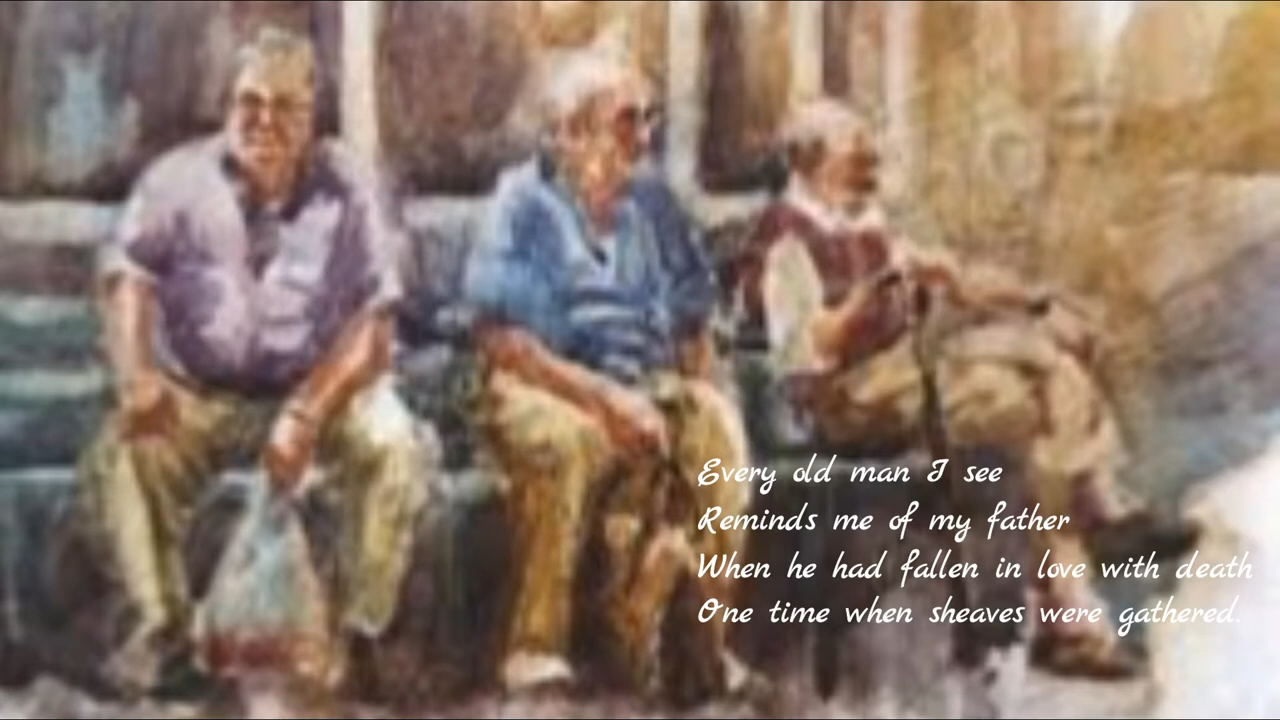 Every old man I see
Reminds me of my father
When he had fallen in love with death
One time when sheaves were gathered.